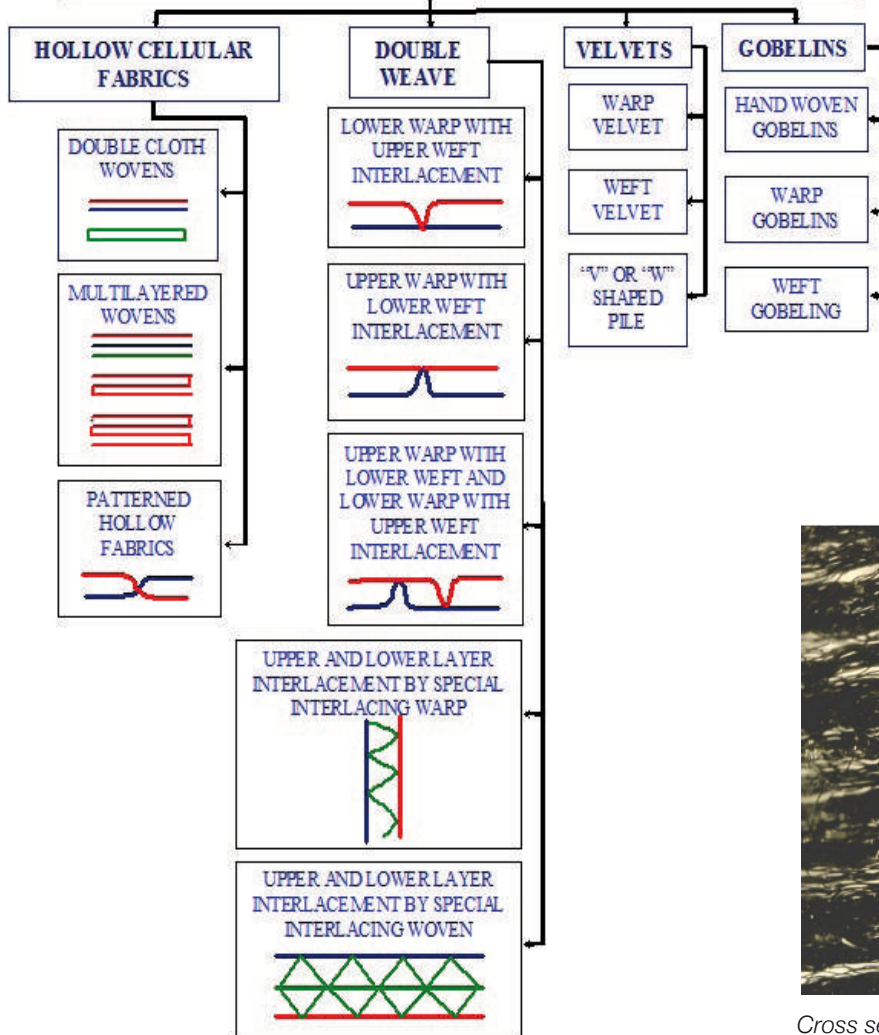 HOLLOW CELLULAR
FABRICS
DOUBLE CLOTH
WOVENS
MULTILAYERED
WOVENS
PATTERNED
HOLLOW
FABRICS
DOUBLE
WEAVE
LOWER WARP WITH
UPPER WEFT
INTERLACEMENT
UPPER WARP WITH
LOWER WEFT
INTERLACEMENT
UPPER WARP WITH
LOWER WEFT AND
LOWER WARP WITH
UPPER WEFT
INTERLACEMENT
UPPER AND LOWER LAYER
INTERLACEMENT BY SPECIAL
INTERLACING WARP
UPPER AND LOWER LAYER
INTERLACEMENT BY SPECIAL
INTERLACING WOVEN
VELVETS
WARP
VELVET
WEFT
VELVET
"V" OR "W"
SHAPED
PILE
GOBELINS
HAND WOVEN
GOBELINS
WARP
GOBELINS
WEFT
GOBELING
Cross